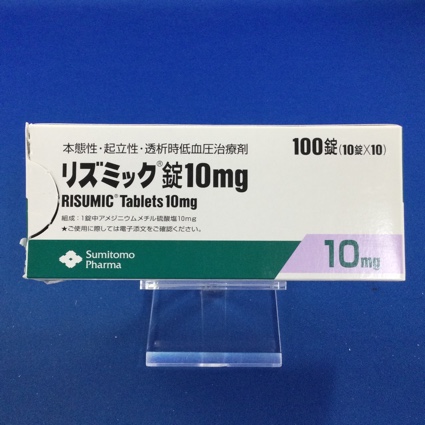 本態性・起立性・透析時低血圧治療剤
100錠(10錠×10)
リズミック®錠10mg
RISUMIC® Tablets 10mg
組成:1錠中アメジニウムメチル硫酸塩10mg
★ご使用に際しては電子添文をご確認ください。
Sumitomo
Pharma
10mg